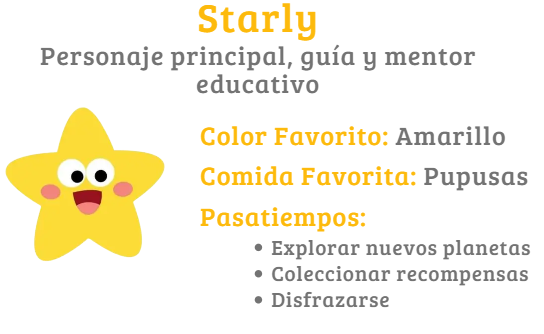 Starly
Personaje principal, guía y mentor
educativo
Color Favorito: Amarillo
Comida Favorita: Pupusas
Pasatiempos:
• Explorar nuevos planetas
• Coleccionar recompensas
• Disfrazarse